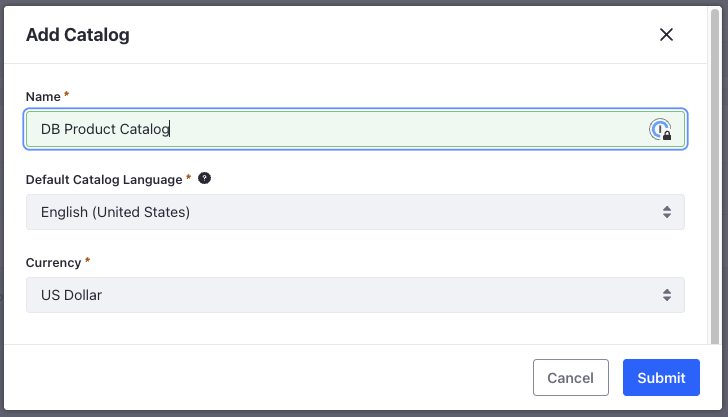 Add Catalog
Name *
DB Product Catalog
Default Catalog Language * ?
English (United States)
Currency *
US Dollar
Cancel Submit